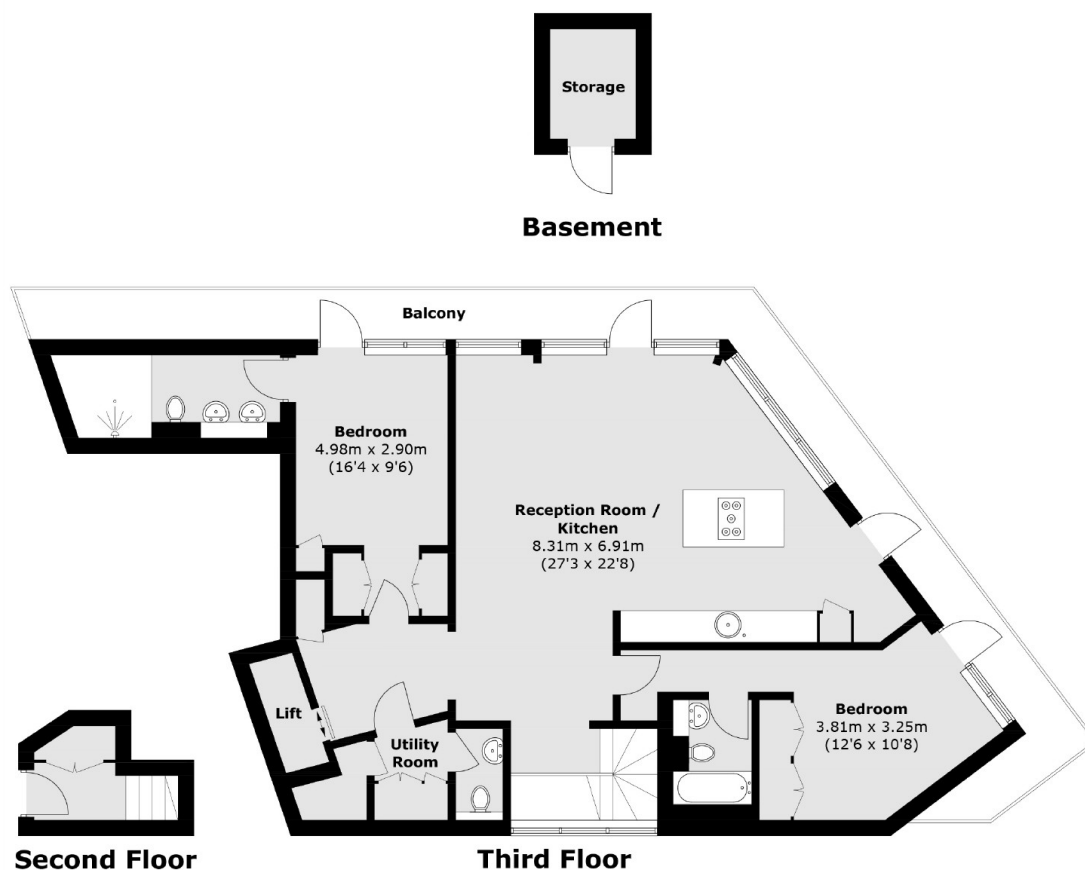 Storage
Basement
Balcony
Bedroom
4.98m x 2.90m
(16'4 x 9'6)
Reception Room /
Kitchen
8.31m x 6.91m
(27'3 x 22'8)
Lift
Utility
Room
Bedroom
3.81m x 3.25m
(12'6 x 10'8)
Second Floor
Third Floor